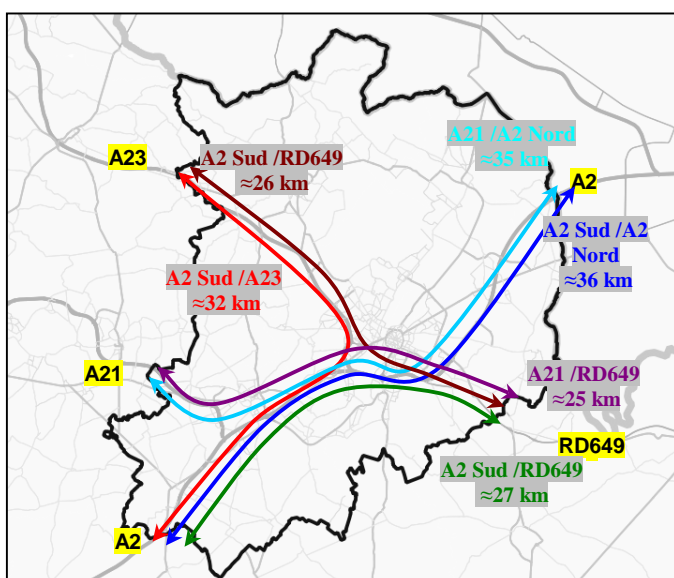 A21 /A2 Nord
≈35 km
A23
A2 Sud /RD649
≈26 km
A2
A2 Sud /A2
Nord
≈36 km
A2 Sud /A23
≈32 km
A21
A21 /RD649
≈25 km
RD649
A2 Sud /RD649
≈27 km
A2